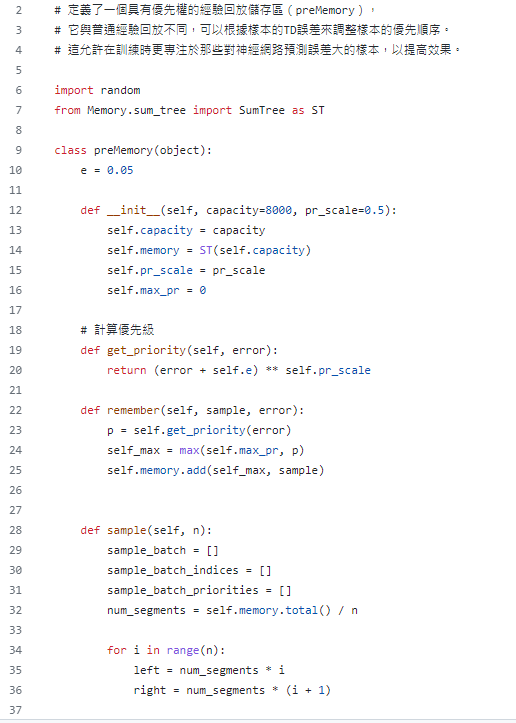 2 # 定義了一個具有優先權的經驗回放儲存區（preMemory），
3 # 它與普通經驗回放不同，可以根據樣本的TD誤差來調整樣本的優先順序。
4 # 這允許在訓練時更專注於那些對神經網路預測誤差大的樣本，以提高效果。
5
6 import random
7 from Memory.sum_tree import SumTree as ST
8
9 class preMemory(object):
10     e = 0.05
11
12     def __init__(self, capacity=8000, pr_scale=0.5):
13         self.capacity = capacity
14         self.memory = ST(self.capacity)
15         self.pr_scale = pr_scale
16         self.max_pr = 0
17
18     # 計算優先級
19     def get_priority(self, error):
20         return (error + self.e) ** self.pr_scale
21
22     def remember(self, sample, error):
23         p = self.get_priority(error)
24         self_max = max(self.max_pr, p)
25         self.memory.add(self_max, sample)
26
27
28     def sample(self, n):
29         sample_batch = []
30         sample_batch_indices = []
31         sample_batch_priorities = []
32         num_segments = self.memory.total() / n
33
34         for i in range(n):
35             left = num_segments * i
36             right = num_segments * (i + 1)
37